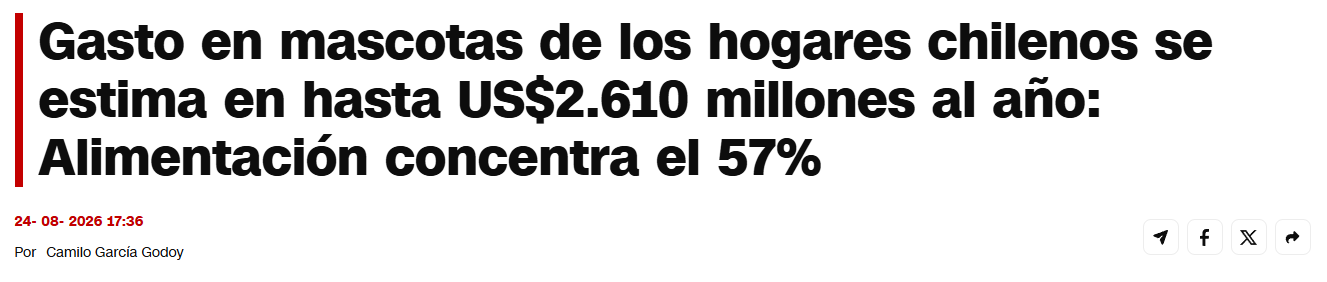 Gasto en mascotas de los hogares chilenos se
estima en hasta US$2.610 millones al año:
Alimentación concentra el 57%
24- 08- 2026 17:36
Por Camilo García Godoy